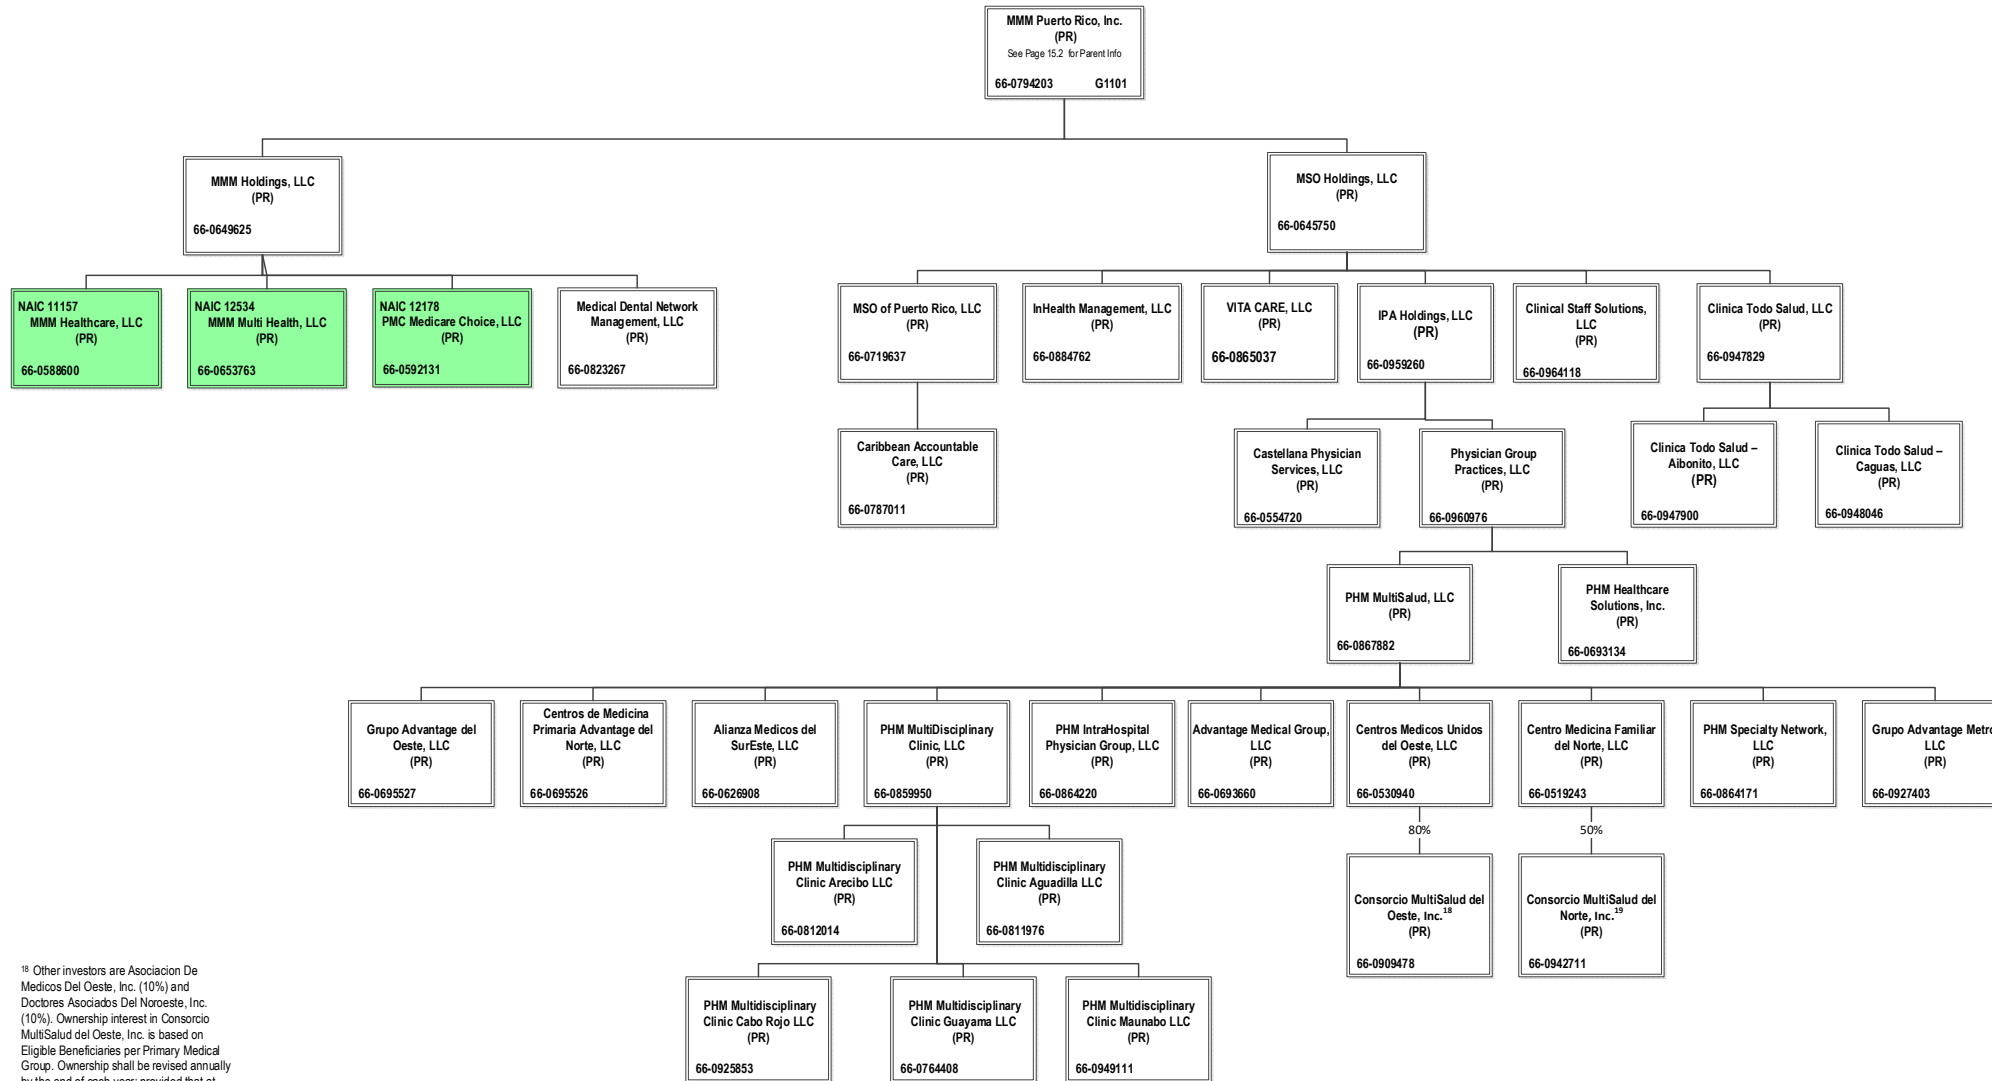 MMM Puerto Rico, Inc.
(PR)
See Page 15.2 for Parent Info
66-0794203 G1101
MMM Holdings, LLC
(PR)
66-0649625
MSO Holdings, LLC
(PR)
66-0645750
NAIC 11157
MMM Healthcare, LLC
(PR)
66-0588600
NAIC 12534
MMM Multi Health, LLC
(PR)
66-0653763
NAIC 12178
PMC Medicare Choice, LLC
(PR)
66-0592131
Medical Dental Network
Management, LLC
(PR)
66-0823267
MSO of Puerto Rico, LLC
(PR)
66-0719637
InHealth Management, LLC
(PR)
66-0884762
VITA CARE, LLC
(PR)
66-0865037
IPA Holdings, LLC
(PR)
66-0959260
Clinical Staff Solutions,
LLC
(PR)
66-0964118
Clinica Todo Salud, LLC
(PR)
66-0947829
Caribbean Accountable
Care, LLC
(PR)
66-0787011
Castellana Physician
Services, LLC
(PR)
66-0554720
Physician Group
Practices, LLC
(PR)
66-0960976
Clinica Todo Salud –
Aibonito, LLC
(PR)
66-0947900
Clinica Todo Salud –
Caguas, LLC
(PR)
66-0948046
PHM MultiSalud, LLC
(PR)
66-0867882
PHM Healthcare
Solutions, Inc.
(PR)
66-0693134
Grupo Advantage del
Oeste, LLC
(PR)
66-0695527
Centros de Medicina
Primaria Advantage del
Norte, LLC
(PR)
66-0695526
Alianza Medicos del
SurEste, LLC
(PR)
66-0626908
PHM MultiDisciplinary
Clinic, LLC
(PR)
66-0859950
PHM IntraHospital
Physician Group, LLC
(PR)
66-0864220
Advantage Medical Group,
LLC
(PR)
66-0693660
Centros Medicos Unidos
del Oeste, LLC
(PR)
66-0530940
Centro Medicina Familiar
del Norte, LLC
(PR)
66-0519243
PHM Specialty Network,
LLC
(PR)
66-0864171
Grupo Advantage Metro
LLC
(PR)
66-0927403
80%
50%
PHM Multidisciplinary
Clinic Arecibo LLC
(PR)
66-0812014
PHM Multidisciplinary
Clinic Aguadilla LLC
(PR)
66-0811976
Consorcio MultiSalud del
Oeste, Inc.18
(PR)
66-0909478
Consorcio MultiSalud del
Norte, Inc.19
(PR)
66-0942711
PHM Multidisciplinary
Clinic Cabo Rojo LLC
(PR)
66-0925853
PHM Multidisciplinary
Clinic Guayama LLC
(PR)
66-0764408
PHM Multidisciplinary
Clinic Maunabo LLC
(PR)
66-0949111
18 Other investors are Asociacion De
Medicos Del Oeste, Inc. (10%) and
Doctores Asociados Del Noroeste, Inc.
(10%). Ownership interest in Consorcio
MultiSalud del Oeste, Inc. is based on
Eligible Beneficiaries per Primary Medical
Group. Ownership shall be revised annually
by the end of each year; provided that at